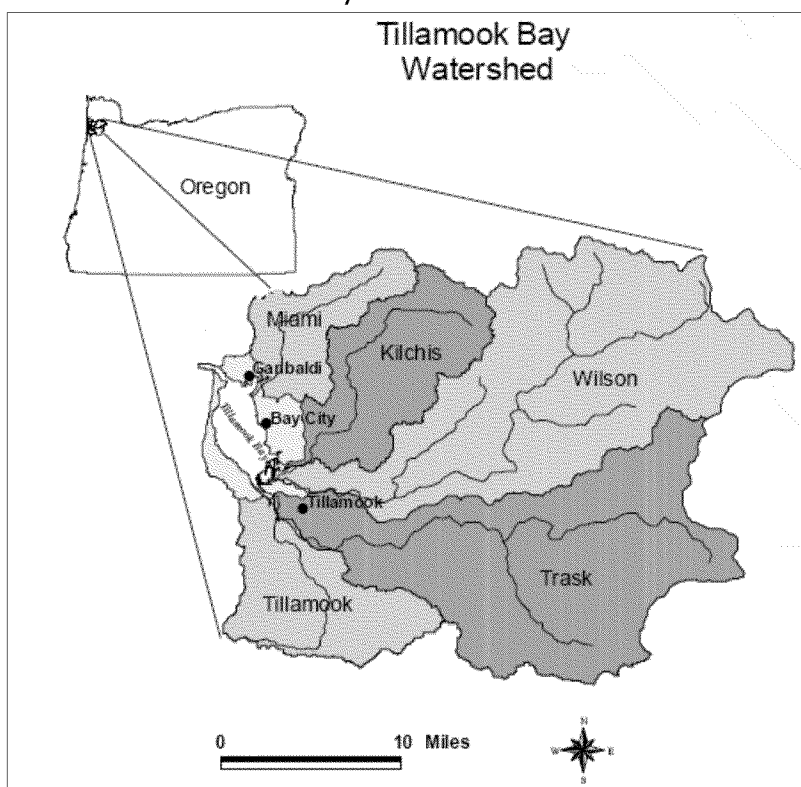 Tillamook Bay
Watershed
Oregon
Miami
Kilchis
Garibaldi
Wilson
Bay City
Tillamook Bay
Tillamook
Trask
Tillamook
0 10 Miles
N
W E
S